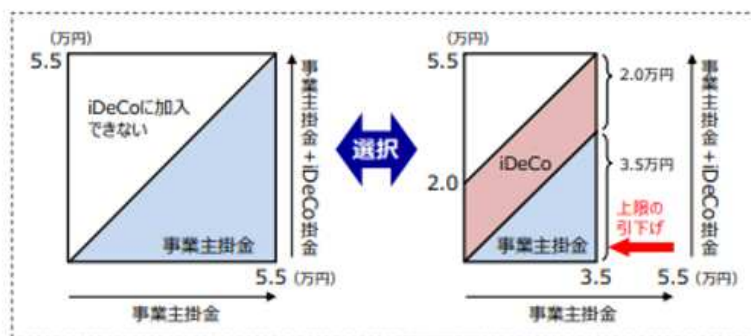 (万円)
5.5
iDeCoに加入
できない
事業主掛金
5.5 (万円)
事業主掛金
事業主掛金+iDeCo掛金
選択
(万円)
5.5
2.0
iDeCo
事業主掛金
2.0万円
3.5万円
上限の
引下げ
3.5
5.5 (万円)
事業主掛金
事業主掛金+iDeCo掛金